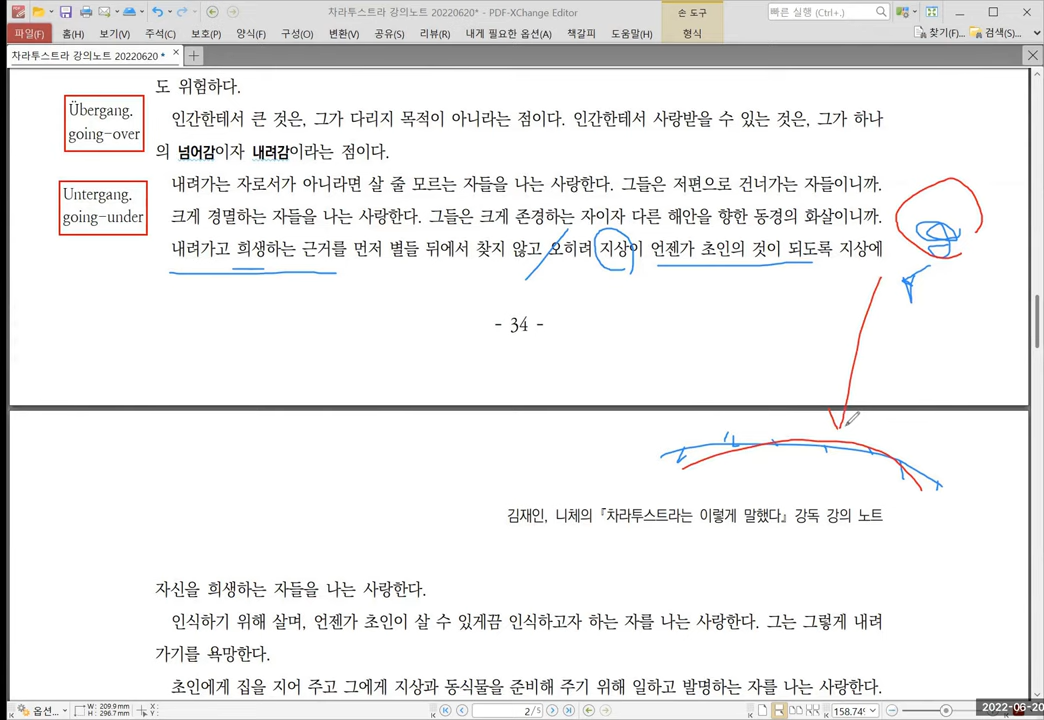 차라투스트라 강의노트 20220620* - PDF-XChange Editor
손 도구
빠른 실행 (Ctrl+.)
파일(F) 홈(H) 보기(V) 주석(C) 보호(P) 양식(F) 구성(O) 변환(V) 공유(S) 리뷰(R) 내게 필요한 옵션(A) 책갈피 도움말(H) 형식 찾기(F)... 검색(S)...
차라투스트라 강의노트 20220620 *
도 위험하다.
Übergang.
going-over
인간한테서 큰 것은, 그가 다리지 목적이 아니라는 점이다. 인간한테서 사랑받을 수 있는 것은, 그가 하나
의 넘어감이자 내려감이라는 점이다.
Untergang.
going-under
내려가는 자로서가 아니라면 살 줄 모르는 자들을 나는 사랑한다. 그들은 저편으로 건너가는 자들이니까.
크게 경멸하는 자들을 나는 사랑한다. 그들은 크게 존경하는 자이자 다른 해안을 향한 동경의 화살이니까.
내려가고 희생하는 근거를 먼저 별들 뒤에서 찾지 않고 오히려 지상이 언젠가 초인의 것이 되도록 지상에
- 34 -
김재인, 니체의 『차라투스트라는 이렇게 말했다』 강독 강의 노트
자신을 희생하는 자들을 나는 사랑한다.
인식하기 위해 살며, 언젠가 초인이 살 수 있게끔 인식하고자 하는 자를 나는 사랑한다. 그는 그렇게 내려
가기를 욕망한다.
초인에게 집을 지어 주고 그에게 지상과 동식물을 준비해 주기 위해 일하고 발명하는 자를 나는 사랑한다.
옵션...
W: 209.9mm
H: 296.7mm
X:
Y:
2/5
158.74%
2022-06-20